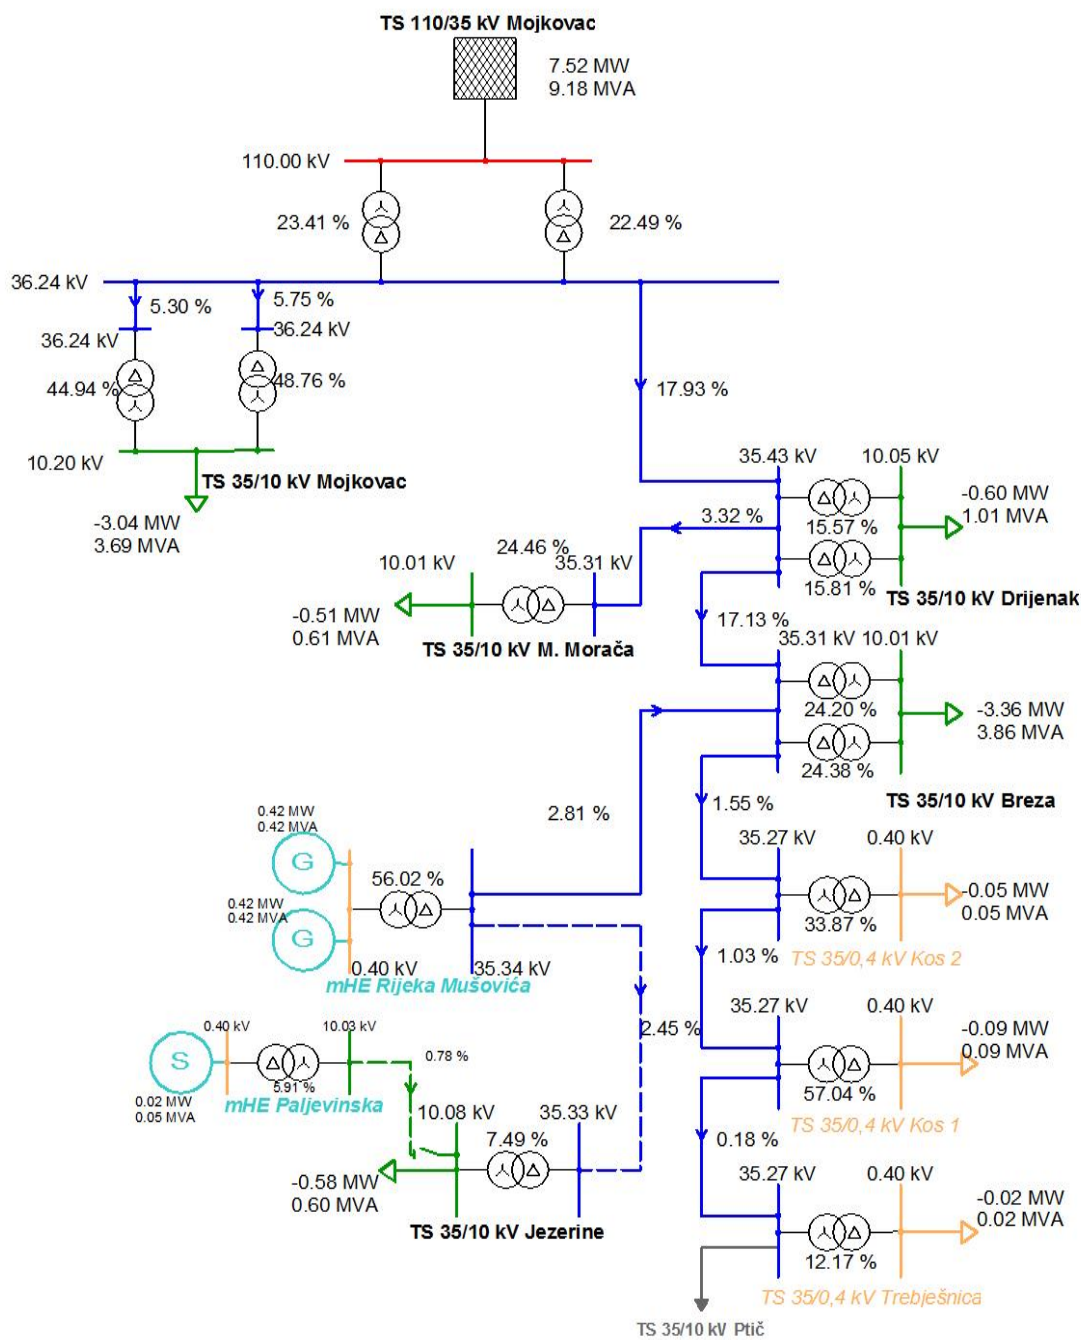 TS 110/35 kV Mojkovac
7.52 MW
9.18 MVA
110.00 kV
23.41 %
22.49 %
36.24 kV
5.30 %
5.75 %
36.24 kV
36.24 kV
44.94 %
48.76 %
17.93 %
10.20 kV
TS 35/10 kV Mojkovac
-3.04 MW
3.69 MVA
35.43 kV
10.05 kV
-0.60 MW
1.01 MVA
15.57 %
15.81 %
TS 35/10 kV Drijenak
3.32 %
24.46 %
10.01 kV
35.31 kV
-0.51 MW
0.61 MVA
TS 35/10 kV M. Morača
17.13 %
35.31 kV
10.01 kV
24.20 %
-3.36 MW
3.86 MVA
24.38 %
TS 35/10 kV Breza
2.81 %
1.55 %
0.42 MW
0.42 MVA
G
56.02 %
0.42 MW
0.42 MVA
G
0.40 kV
35.34 kV
mHE Rijeka Mušovića
35.27 kV
0.40 kV
-0.05 MW
0.05 MVA
33.87 %
TS 35/0,4 kV Kos 2
1.03 %
35.27 kV
0.40 kV
-0.09 MW
0.09 MVA
2.45 %
57.04 %
TS 35/0,4 kV Kos 1
0.40 kV
10.03 kV
S
0.78 %
5.91 %
0.02 MW
0.05 MVA
mHE Paljevinska
10.08 kV
35.33 kV
7.49 %
-0.58 MW
0.60 MVA
TS 35/10 kV Jezerine
0.18 %
35.27 kV
0.40 kV
-0.02 MW
0.02 MVA
12.17 %
TS 35/0,4 kV Trebješnica
TS 35/10 kV Ptič